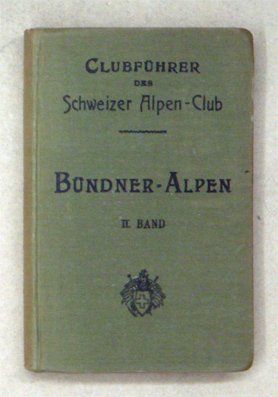 CLUBFÜHRER
DES
Schweizer Alpen-Club
BÜNDNER-ALPEN
II. BAND